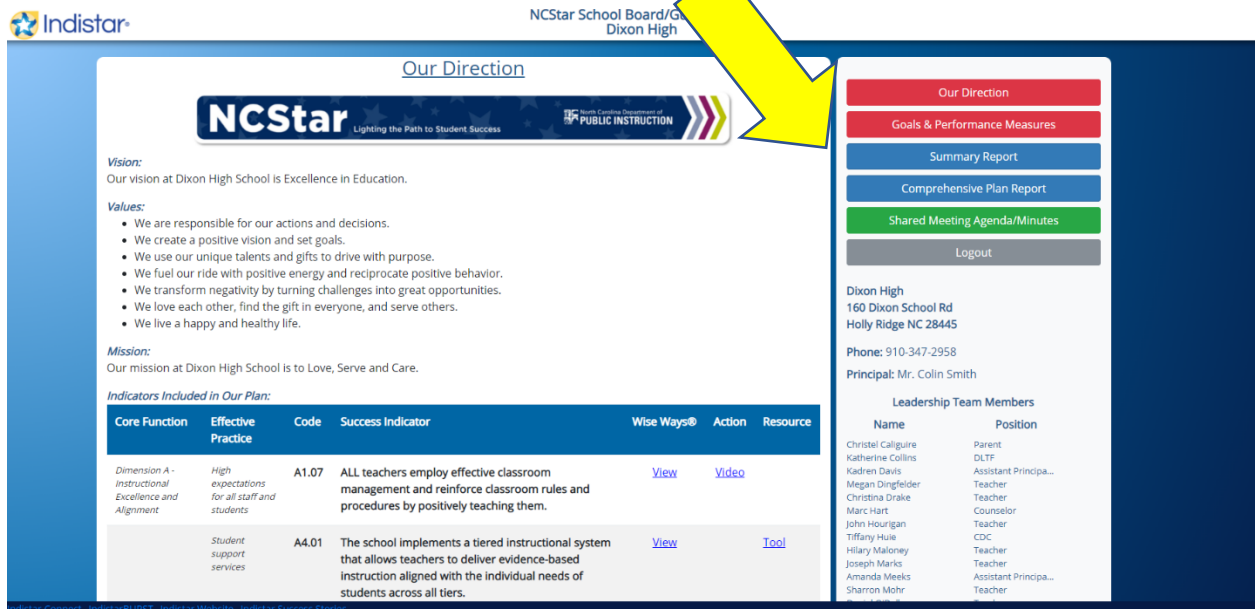 Indistar®
NCStar School Board/Gu
Dixon High
Our Direction
NCStar Lighting the Path to Student Success
North Carolina Department of
PUBLIC INSTRUCTION
Vision:
Our vision at Dixon High School is Excellence in Education.
Values:
• We are responsible for our actions and decisions.
• We create a positive vision and set goals.
• We use our unique talents and gifts to drive with purpose.
• We fuel our ride with positive energy and reciprocate positive behavior.
• We transform negativity by turning challenges into great opportunities.
• We love each other, find the gift in everyone, and serve others.
• We live a happy and healthy life.
Mission:
Our mission at Dixon High School is to Love, Serve and Care.
Indicators Included in Our Plan:
Core Function Effective Practice Code Success Indicator Wise Ways® Action Resource
Dimension A - Instructional Excellence and Alignment
High expectations for all staff and students
A1.07
ALL teachers employ effective classroom
management and reinforce classroom rules and
procedures by positively teaching them.
View Video
Student support services
A4.01
The school implements a tiered instructional system
that allows teachers to deliver evidence-based
instruction aligned with the individual needs of
students across all tiers.
View Tool
Our Direction
Goals & Performance Measures
Summary Report
Comprehensive Plan Report
Shared Meeting Agenda/Minutes
Logout
Dixon High
160 Dixon School Rd
Holly Ridge NC 28445
Phone: 910-347-2958
Principal: Mr. Colin Smith
Leadership Team Members
Name Position
Christel Caliguire Parent
Katherine Collins DLTF
Kadren Davis Assistant Principa...
Megan Dingfelder Teacher
Christina Drake Teacher
Marc Hart Counselor
John Hourigan Teacher
Tiffany Huie CDC
Hilary Maloney Teacher
Joseph Marks Teacher
Amanda Meeks Assistant Principa...
Sharron Mohr Teacher
Indistar Connect IndistarBURST Indistar Website Indistar Success Stories